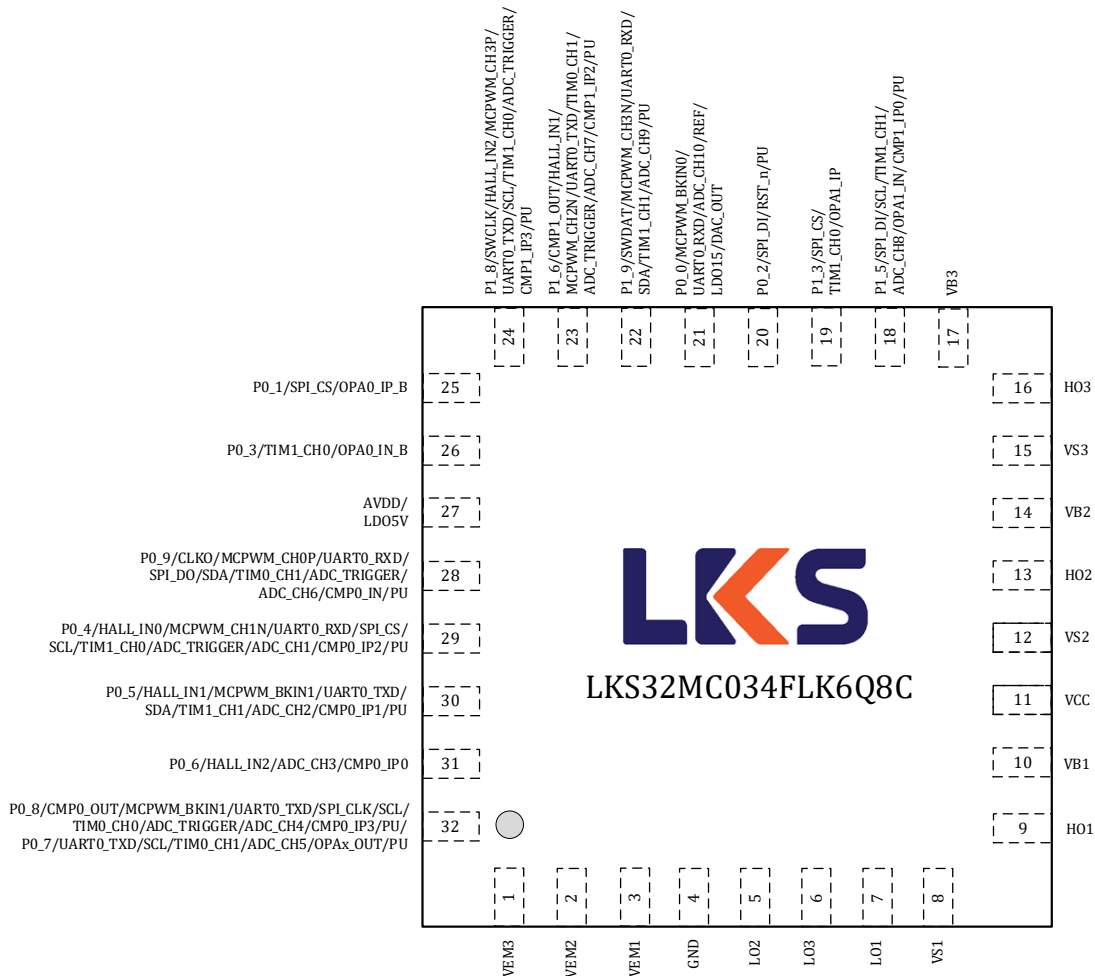 P1_8/SWCLK/HALL_IN2/MCPWM_CH3P/
UART0_TXD/SCL/TIM1_CH0/ADC_TRIGGER/
CMP1_IP3/PU
P1_6/CMP1_OUT/HALL_IN1/
MCPWM_CH2N/UART0_TXD/TIM0_CH1/
ADC_TRIGGER/ADC_CH7/CMP1_IP2/PU
P1_9/SWDAT/MCPWM_CH3N/UART0_RXD/
SDA/TIM1_CH1/ADC_CH9/PU
P0_0/MCPWM_BKIN0/
UART0_RXD/ADC_CH10/REF/
LDO15/DAC_OUT
P0_2/SPI_DI/RST_n/PU
P1_3/SPI_CS/
TIM1_CH0/OPA1_IP
P1_5/SPI_DI/SCL/TIM1_CH1/
ADC_CH8/OPA1_IN/CMP1_IP0/PU
VB3
24
23
22
21
20
19
18
17
P0_1/SPI_CS/OPA0_IP_B
25
16
HO3
P0_3/TIM1_CH0/OPA0_IN_B
26
15
VS3
AVDD/
LDO5V
27
14
VB2
P0_9/CLKO/MCPWM_CH0P/UART0_RXD/
SPI_DO/SDA/TIM0_CH1/ADC_TRIGGER/
ADC_CH6/CMP0_IN/PU
28
13
HO2
P0_4/HALL_IN0/MCPWM_CH1N/UART0_RXD/SPI_CS/
SCL/TIM1_CH0/ADC_TRIGGER/ADC_CH1/CMP0_IP2/PU
29
12
VS2
LKS
LKS32MC034FLK6Q8C
P0_5/HALL_IN1/MCPWM_BKIN1/UART0_TXD/
SDA/TIM1_CH1/ADC_CH2/CMP0_IP1/PU
30
11
VCC
P0_6/HALL_IN2/ADC_CH3/CMP0_IP0
31
10
VB1
P0_8/CMP0_OUT/MCPWM_BKIN1/UART0_TXD/SPI_CLK/SCL/
TIM0_CH0/ADC_TRIGGER/ADC_CH4/CMP0_IP3/PU/
P0_7/UART0_TXD/SCL/TIM0_CH1/ADC_CH5/OPAx_OUT/PU
32
9
HO1
1
2
3
4
5
6
7
8
VEM3
VEM2
VEM1
GND
LO2
LO3
LO1
VS1